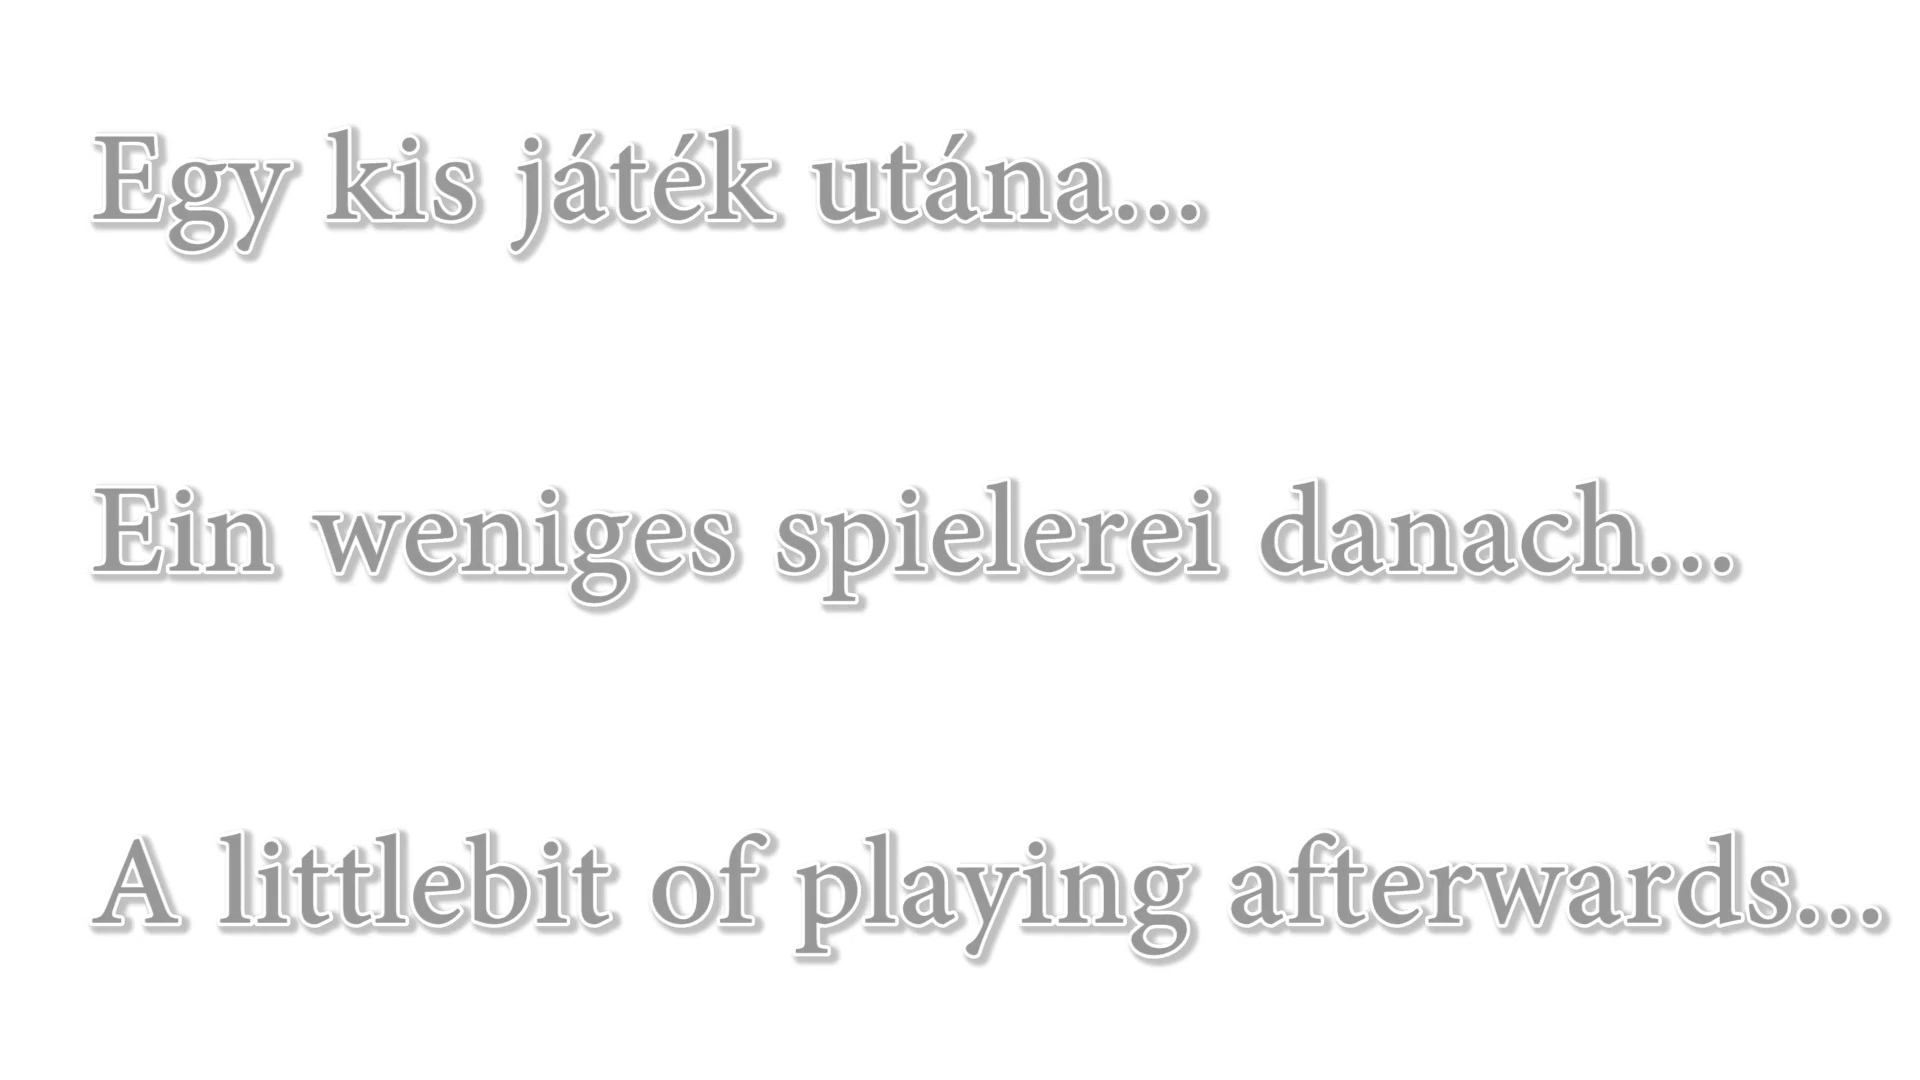 Egy kis játék utána...
Ein weniges spielerei danach...
A littlebit of playing afterwards...